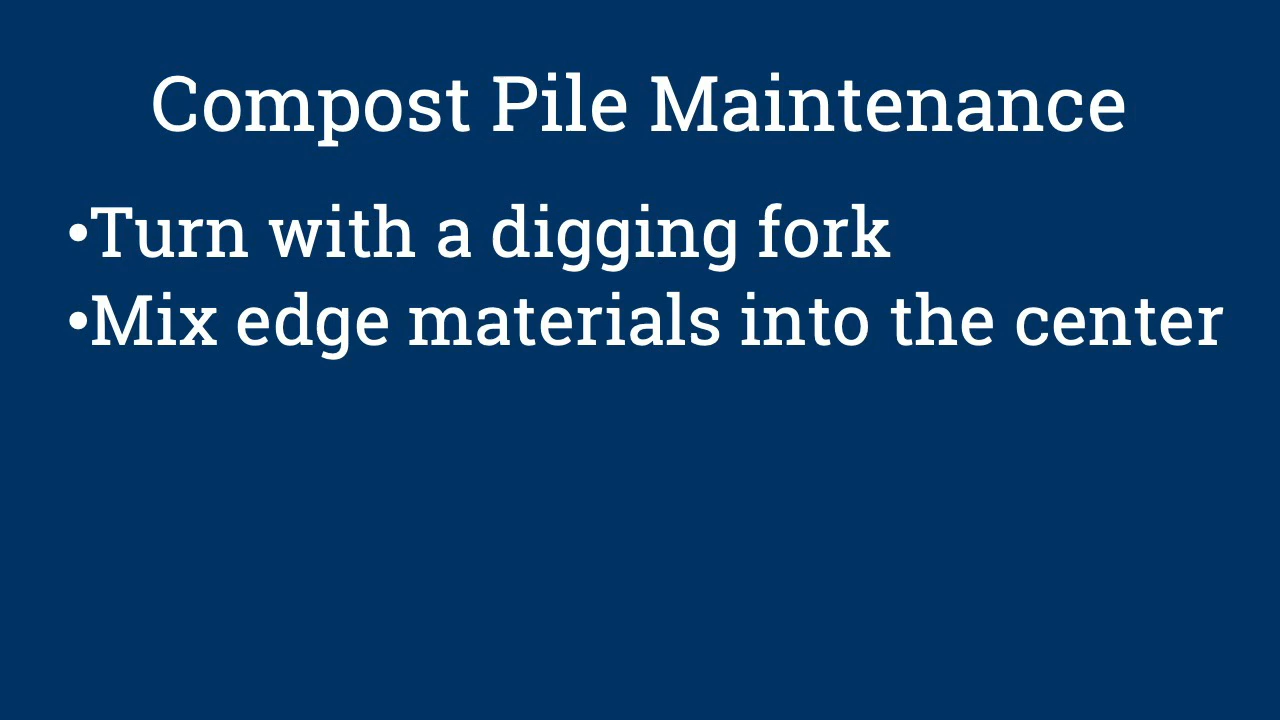 Compost Pile Maintenance
•Turn with a digging fork
•Mix edge materials into the center